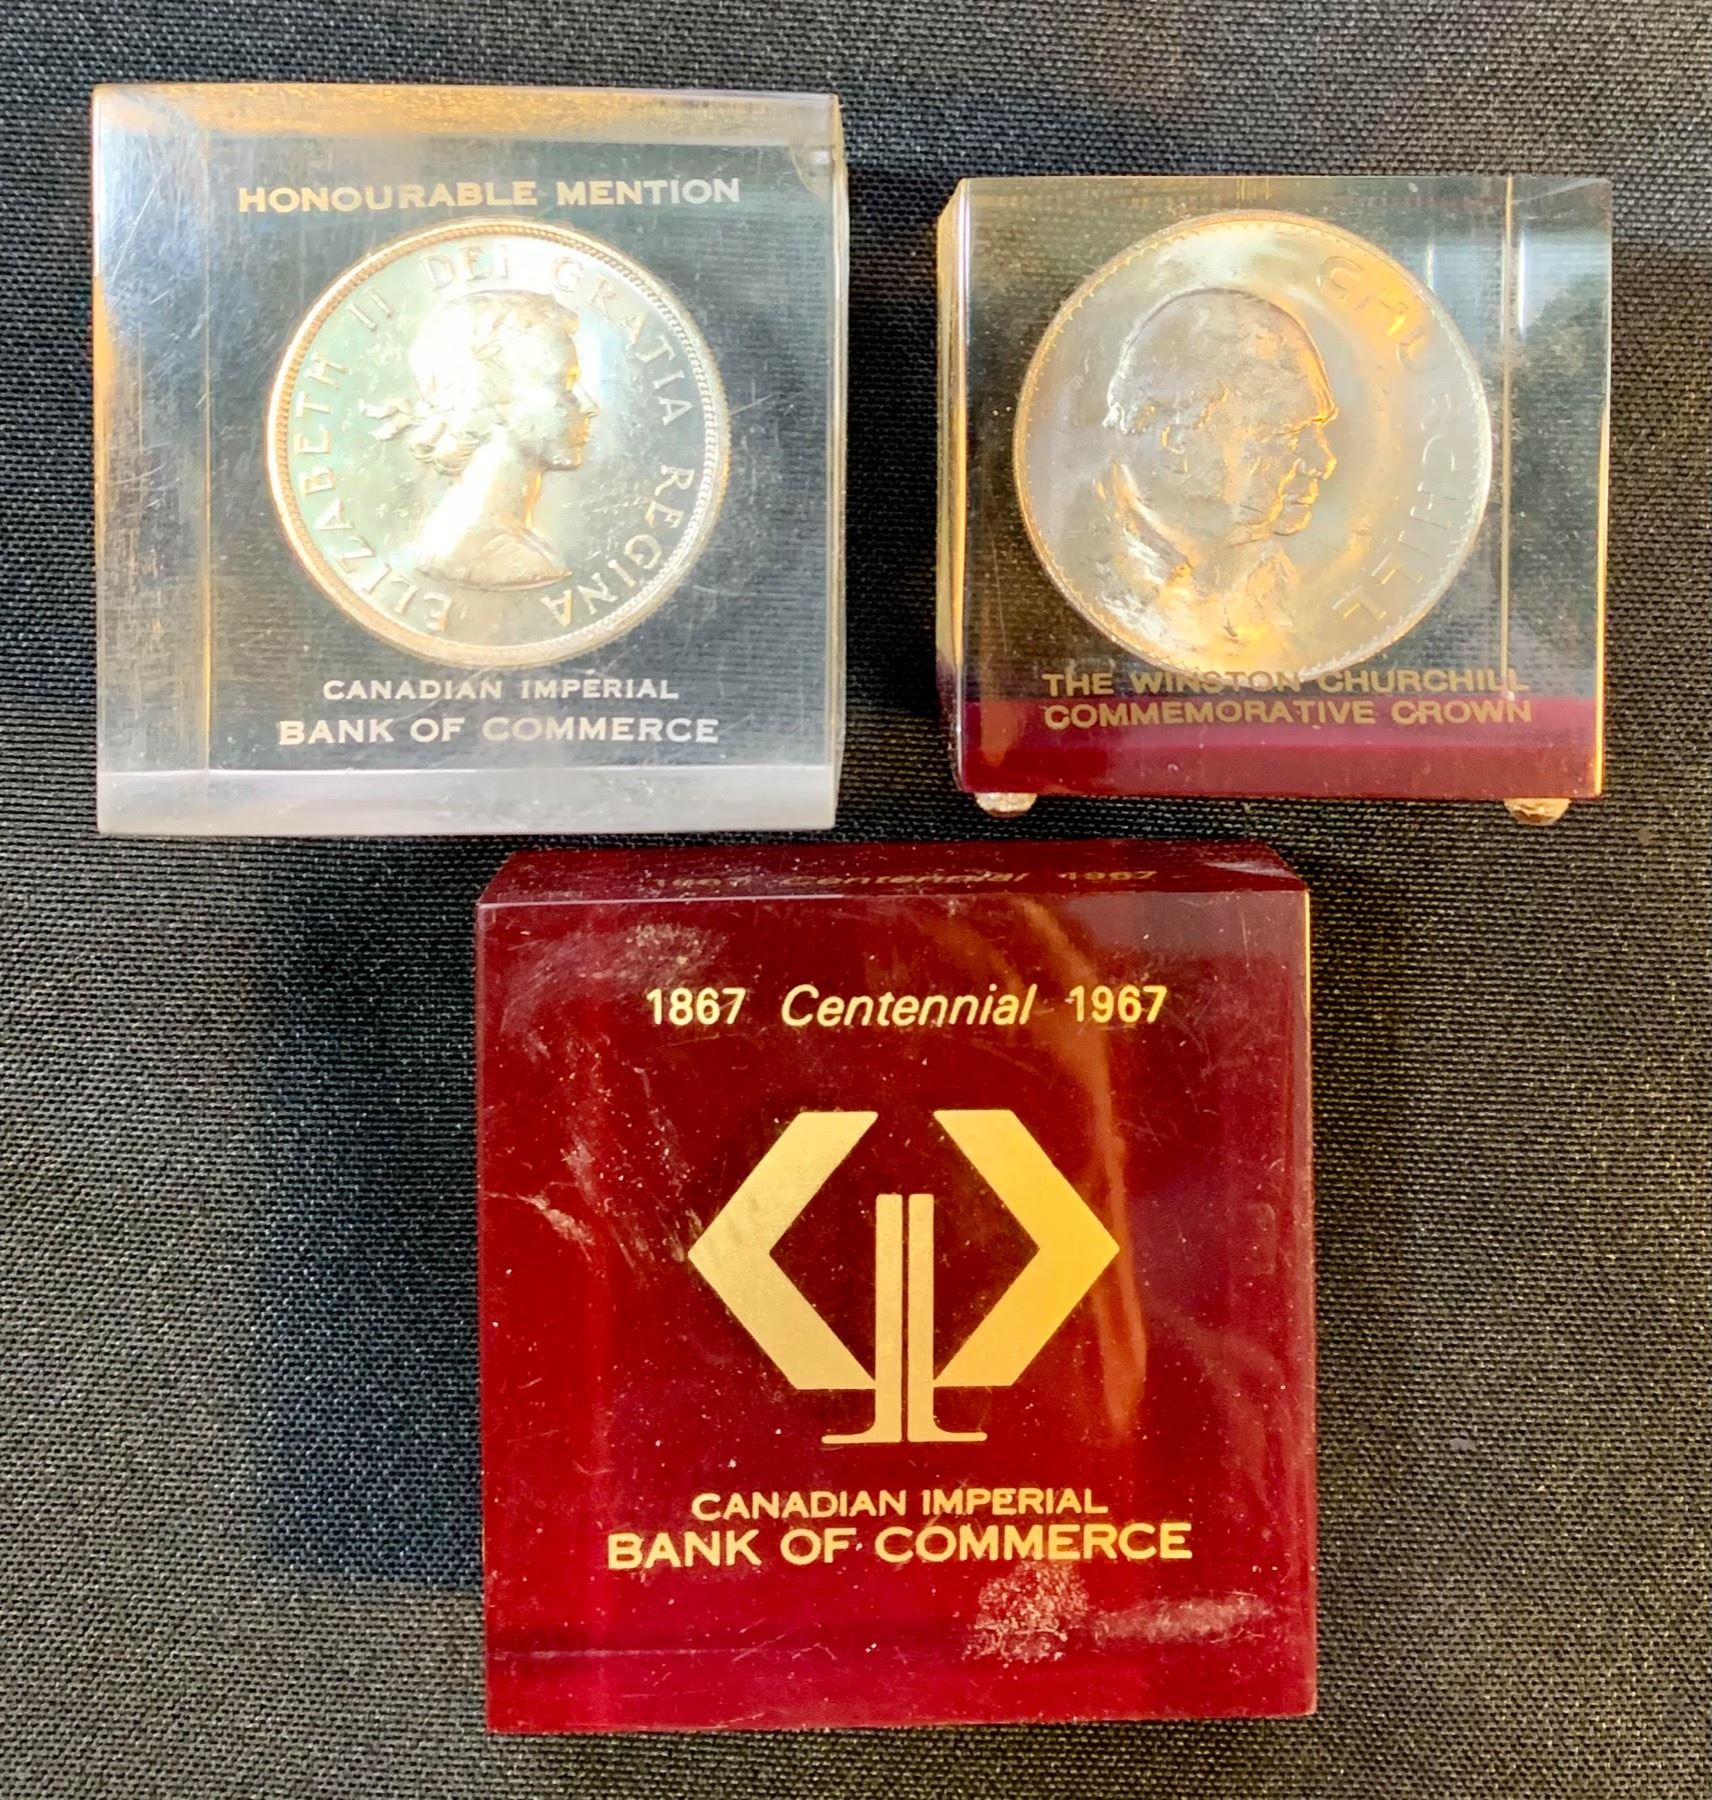 HONOURABLE MENTION
ELIZABETH II DEI GRATIA REGINA
CANADIAN IMPERIAL
BANK OF COMMERCE
CHURCHILL
THE WINSTON CHURCHILL
COMMEMORATIVE CROWN
1867 Centennial 1967
1867 Centennial 1967
CANADIAN IMPERIAL
BANK OF COMMERCE